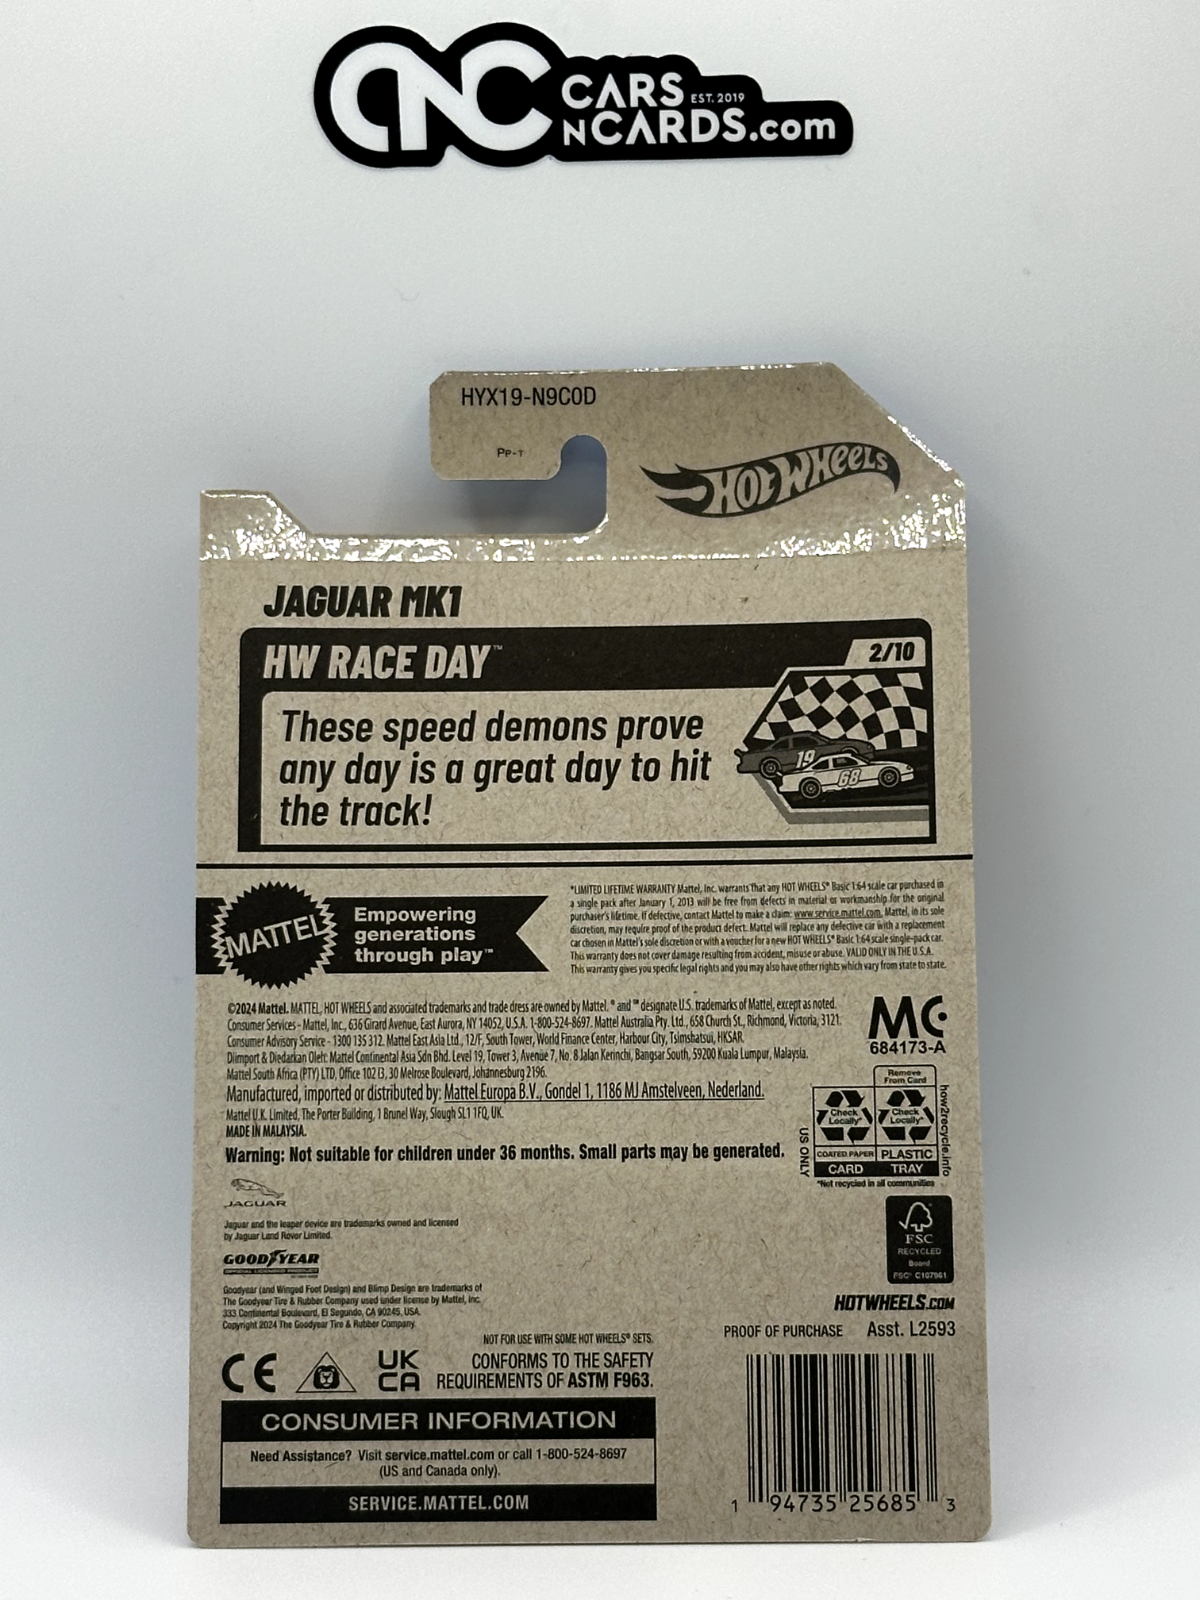 CNC CARS EST. 2019
NCARDS.com
HYX19-N9C0D
PP-T
HOT WHEELS
JAGUAR MK1
HW RACE DAY™
2/10
These speed demons prove
any day is a great day to hit
the track!
19
68
MATTEL
Empowering
generations
through play™
*LIMITED LIFETIME WARRANTY Mattel, Inc. warrants that any HOT WHEELS® Basic 1:64 scale car purchased in
a single pack after January 1, 2013 will be free from defects in material or workmanship for the original
purchaser's lifetime. If defective, contact Mattel to make a claim: www.service.mattel.com. Mattel, in its sole
discretion, may require proof of the product defect. Mattel will replace any defective car with a replacement
car chosen in Mattel's sole discretion or with a voucher for a new HOT WHEELS® Basic 1:64 scale single-pack car.
This warranty does not cover damage resulting from accident, misuse or abuse. VALID ONLY IN THE U.S.A.
This warranty gives you specific legal rights and you may also have other rights which vary from state to state.
©2024 Mattel. MATTEL, HOT WHEELS and associated trademarks and trade dress are owned by Mattel. ® and ™ designate U.S. trademarks of Mattel, except as noted.
Consumer Services - Mattel, Inc., 636 Girard Avenue, East Aurora, NY 14052, U.S.A. 1-800-524-8697. Mattel Australia Pty. Ltd., 658 Church St., Richmond, Victoria, 3121.
Consumer Advisory Service - 1300 135 312. Mattel East Asia Ltd., 12/F, South Tower, World Finance Center, Harbour City, Tsimshatsui, HKSAR.
Diimport & Diedarkan Oleh: Mattel Continental Asia Sdn Bhd. Level 19, Tower 3, Avenue 7, No. 8 Jalan Kerinchi, Bangsar South, 59200 Kuala Lumpur, Malaysia.
Mattel South Africa (PTY) LTD, Office 102 I3, 30 Melrose Boulevard, Johannesburg 2196.
Manufactured, imported or distributed by: Mattel Europa B.V., Gondel 1, 1186 MJ Amstelveen, Nederland.
Mattel U.K. Limited, The Porter Building, 1 Brunel Way, Slough SL1 1FQ, UK.
MADE IN MALAYSIA.
Warning: Not suitable for children under 36 months. Small parts may be generated.
MC
684173-A
Remove
From Card
Check
Locally*
Check
Locally*
COATED PAPER
PLASTIC
CARD
TRAY
US ONLY
how2recycle.info
*Not recycled in all communities
JAGUAR
Jaguar and the leaper device are trademarks owned and licensed
by Jaguar Land Rover Limited.
GOODYEAR
OFFICIAL LICENSED PRODUCT
Goodyear (and Winged Foot Design) and Blimp Design are trademarks of
The Goodyear Tire & Rubber Company used under license by Mattel, Inc.
333 Continental Boulevard, El Segundo, CA 90245, USA.
Copyright 2024 The Goodyear Tire & Rubber Company.
FSC
RECYCLED
Board
FSC® C107961
HOTWHEELS.COM
PROOF OF PURCHASE Asst. L2593
NOT FOR USE WITH SOME HOT WHEELS® SETS.
CE
UK
CA
CONFORMS TO THE SAFETY
REQUIREMENTS OF ASTM F963.
CONSUMER INFORMATION
Need Assistance? Visit service.mattel.com or call 1-800-524-8697
(US and Canada only).
SERVICE.MATTEL.COM
1 94735 25685 3